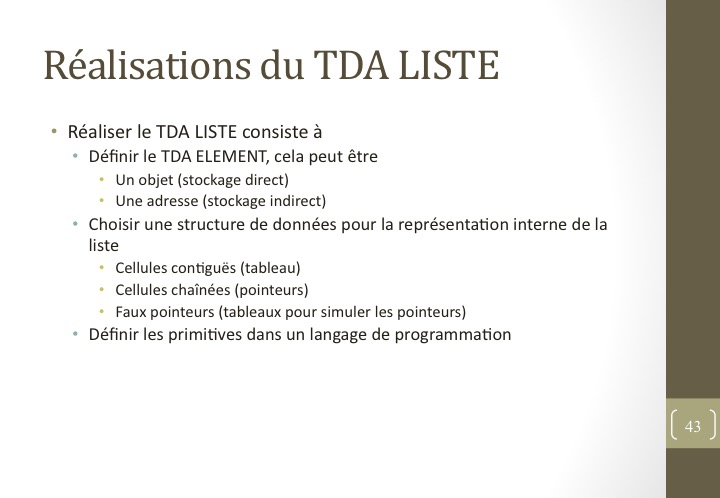 Réalisations du TDA LISTE
• Réaliser le TDA LISTE consiste à
• Définir le TDA ELEMENT, cela peut être
• Un objet (stockage direct)
• Une adresse (stockage indirect)
• Choisir une structure de données pour la représentation interne de la
liste
• Cellules contiguës (tableau)
• Cellules chaînées (pointeurs)
• Faux pointeurs (tableaux pour simuler les pointeurs)
• Définir les primitives dans un langage de programmation
43